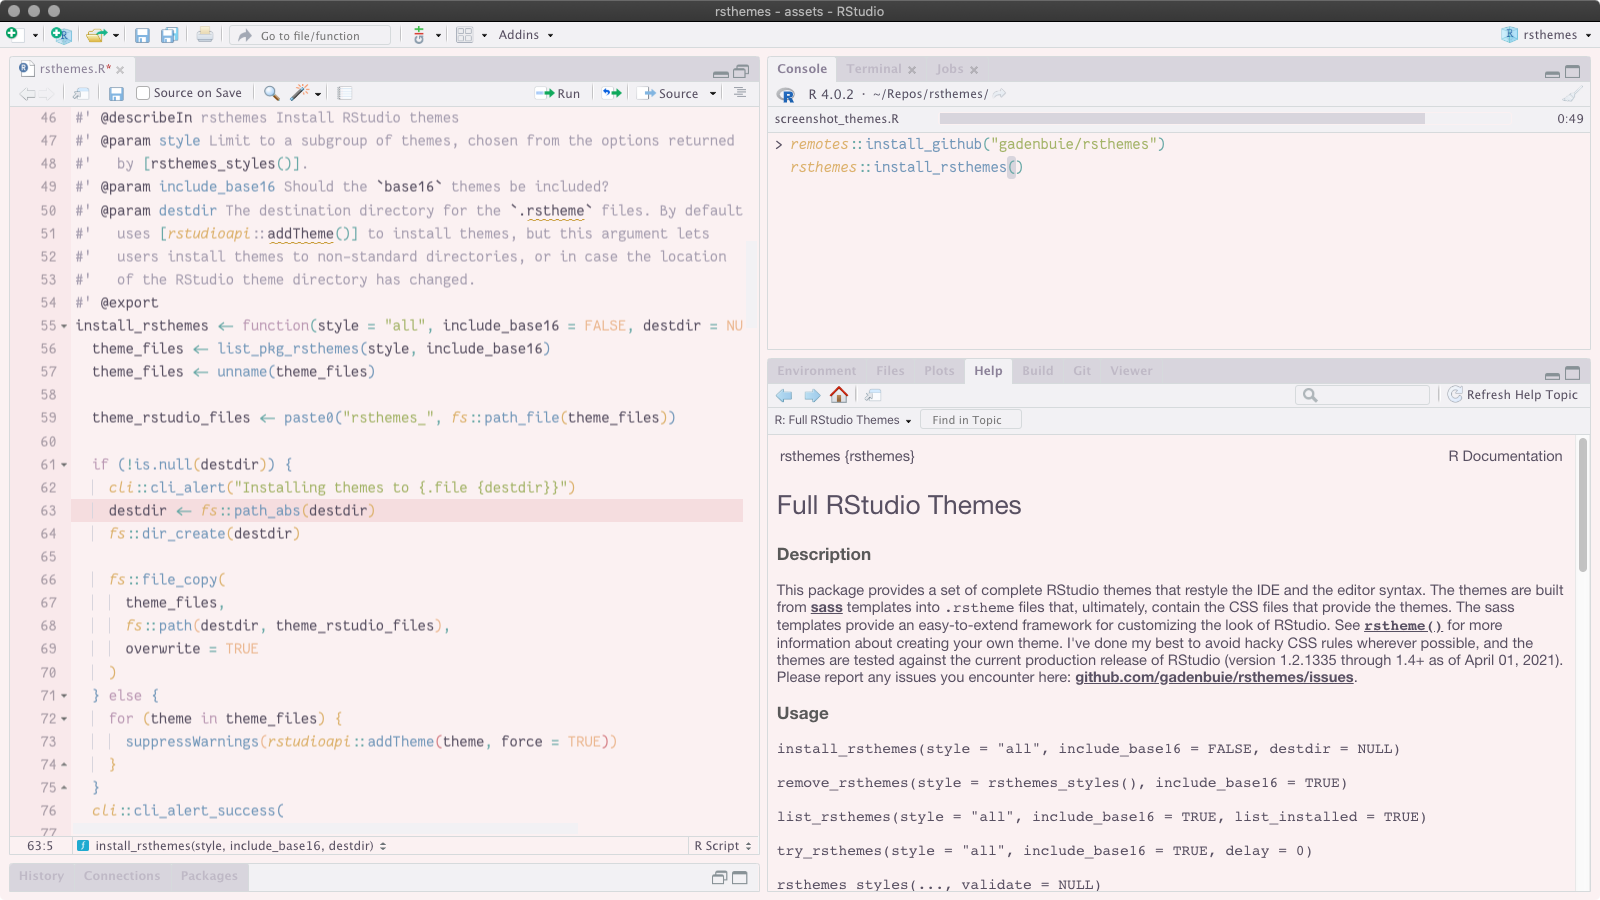 rsthemes - assets - RStudio
Go to file/function
Addins
rsthemes
rsthemes.R*
Source on Save
Run
Source
46 #' @describeIn rsthemes Install RStudio themes
47 #' @param style Limit to a subgroup of themes, chosen from the options returned
48 #'   by [rsthemes_styles()].
49 #' @param include_base16 Should the `base16` themes be included?
50 #' @param destdir The destination directory for the `.rstheme` files. By default
51 #'   uses [rstudioapi::addTheme()] to install themes, but this argument lets
52 #'   users install themes to non-standard directories, or in case the location
53 #'   of the RStudio theme directory has changed.
54 #' @export
55 install_rsthemes <- function(style = "all", include_base16 = FALSE, destdir = NU
56   theme_files <- list_pkg_rsthemes(style, include_base16)
57   theme_files <- unname(theme_files)
58
59   theme_rstudio_files <- paste0("rsthemes_", fs::path_file(theme_files))
60
61   if (!is.null(destdir)) {
62     cli::cli_alert("Installing themes to {.file {destdir}}")
63     destdir <- fs::path_abs(destdir)
64     fs::dir_create(destdir)
65
66     fs::file_copy(
67       theme_files,
68       fs::path(destdir, theme_rstudio_files),
69       overwrite = TRUE
70     )
71   } else {
72     for (theme in theme_files) {
73       suppressWarnings(rstudioapi::addTheme(theme, force = TRUE))
74     }
75   }
76   cli::cli_alert_success(
77
63:5 install_rsthemes(style, include_base16, destdir) R Script
History Connections Packages
Console Terminal Jobs
R 4.0.2 · ~/Repos/rsthemes/
screenshot_themes.R 0:49
> remotes::install_github("gadenbuie/rsthemes")
rsthemes::install_rsthemes()
Environment Files Plots Help Build Git Viewer
Refresh Help Topic
R: Full RStudio Themes Find in Topic
rsthemes {rsthemes} R Documentation
Full RStudio Themes
Description
This package provides a set of complete RStudio themes that restyle the IDE and the editor syntax. The themes are built
from sass templates into .rstheme files that, ultimately, contain the CSS files that provide the themes. The sass
templates provide an easy-to-extend framework for customizing the look of RStudio. See rstheme() for more
information about creating your own theme. I've done my best to avoid hacky CSS rules wherever possible, and the
themes are tested against the current production release of RStudio (version 1.2.1335 through 1.4+ as of April 01, 2021).
Please report any issues you encounter here: github.com/gadenbuie/rsthemes/issues.
Usage
install_rsthemes(style = "all", include_base16 = FALSE, destdir = NULL)
remove_rsthemes(style = rsthemes_styles(), include_base16 = TRUE)
list_rsthemes(style = "all", include_base16 = TRUE, list_installed = TRUE)
try_rsthemes(style = "all", include_base16 = TRUE, delay = 0)
rsthemes_styles(..., validate = NULL)